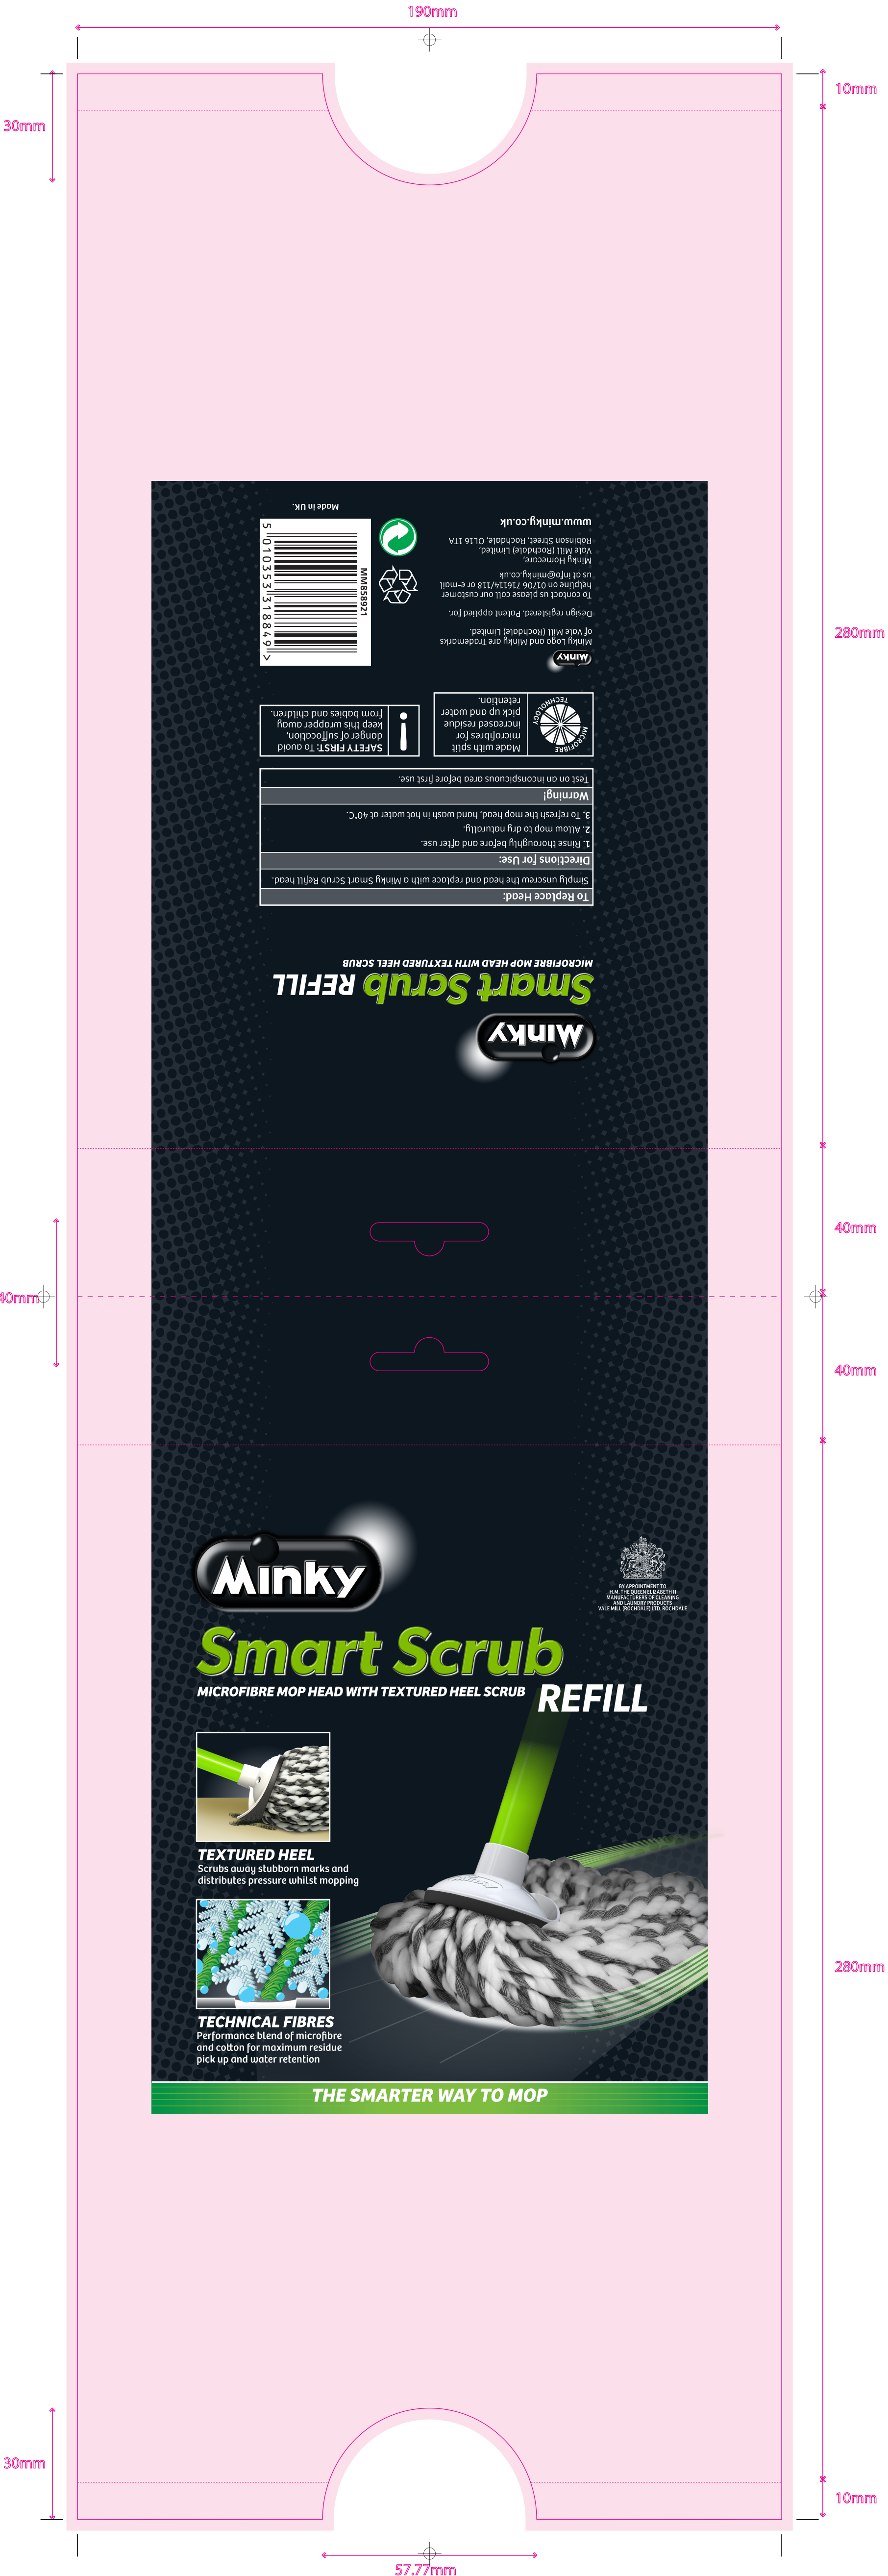 190mm
10mm
30mm
280mm
Made in UK.
5 010353 318849 >
MM858921
www.minky.co.uk
Minky Homecare,
Vale Mill (Rochdale) Limited,
Robinson Street, Rochdale, OL16 1TA
To contact us please call our customer
helpline on 01706 716114/118 or e-mail
us at info@minky.co.uk
Design registered. Patent applied for.
Minky Logo and Minky are Trademarks
of Vale Mill (Rochdale) Limited.
Minky
SAFETY FIRST: To avoid
danger of suffocation,
keep this wrapper away
from babies and children.
Made with split
microfibres for
increased residue
pick up and water
retention.
MICROFIBRE
TECHNOLOGY
To Replace Head:
Simply unscrew the head and replace with a Minky Smart Scrub Refill head.
Directions for Use:
1. Rinse thoroughly before and after use.
2. Allow mop to dry naturally.
3, To refresh the mop head, hand wash in hot water at 40°C.
Warning!
Test on an inconspicuous area before first use.
Minky
Smart Scrub REFILL
MICROFIBRE MOP HEAD WITH TEXTURED HEEL SCRUB
40mm
40mm
40mm
Minky
BY APPOINTMENT TO
H.M. THE QUEEN ELIZABETH II
MANUFACTURERS OF CLEANING
AND LAUNDRY PRODUCTS
VALE MILL (ROCHDALE) LTD. ROCHDALE
Smart Scrub
MICROFIBRE MOP HEAD WITH TEXTURED HEEL SCRUB
REFILL
TEXTURED HEEL
Scrubs away stubborn marks and
distributes pressure whilst mopping
TECHNICAL FIBRES
Performance blend of microfibre
and cotton for maximum residue
pick up and water retention
THE SMARTER WAY TO MOP
280mm
30mm
10mm
57.77mm